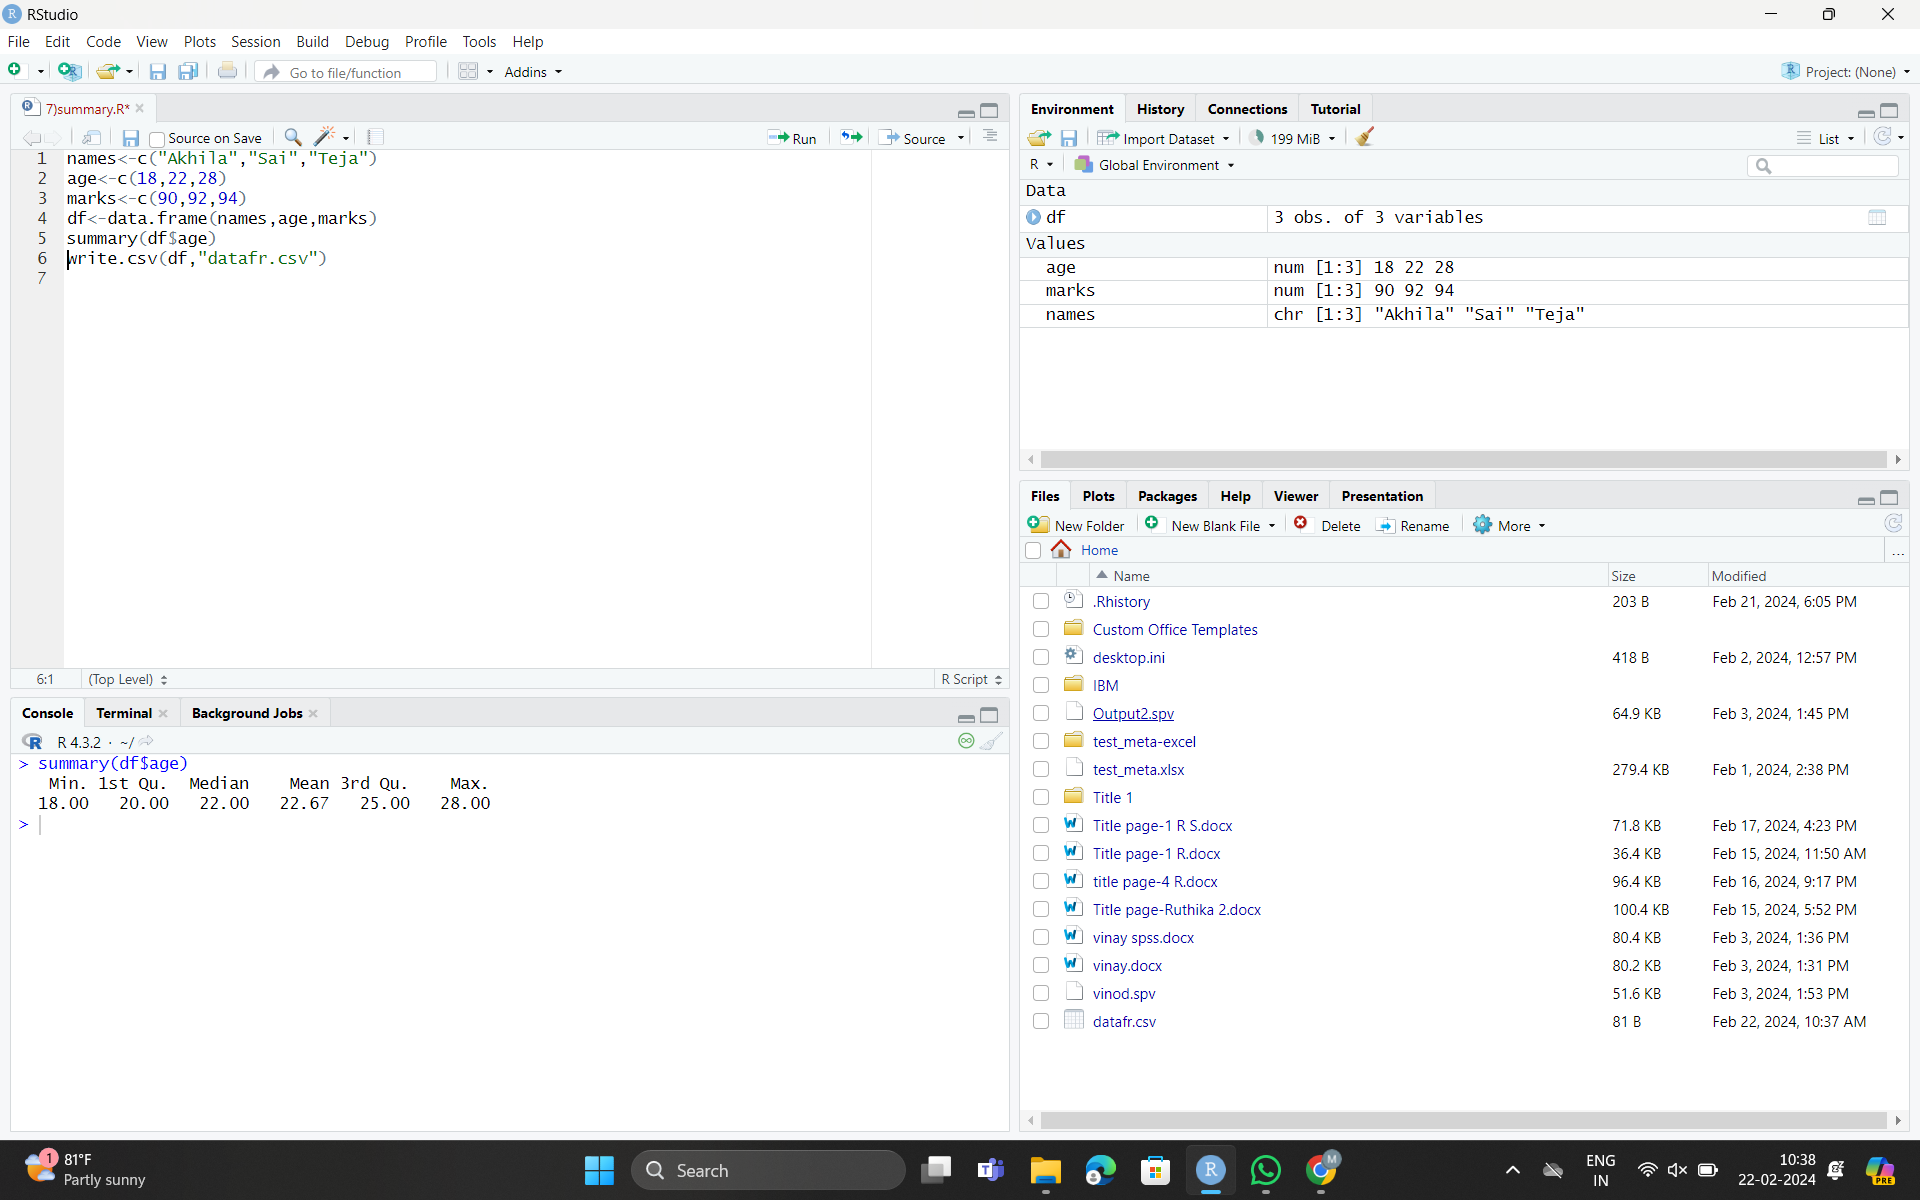 RStudio
File Edit Code View Plots Session Build Debug Profile Tools Help
Go to file/function Addins Project: (None)
7)summary.R*
Source on Save Run Source
1 names<-c("Akhila","Sai","Teja")
2 age<-c(18,22,28)
3 marks<-c(90,92,94)
4 df<-data.frame(names,age,marks)
5 summary(df$age)
6 write.csv(df,"datafr.csv")
7
6:1 (Top Level) R Script
Console Terminal Background Jobs
R 4.3.2 · ~/
> summary(df$age)
Min. 1st Qu. Median Mean 3rd Qu. Max.
18.00 20.00 22.00 22.67 25.00 28.00
>
Environment History Connections Tutorial
Import Dataset 199 MiB List
R Global Environment
Data
df 3 obs. of 3 variables
Values
age num [1:3] 18 22 28
marks num [1:3] 90 92 94
names chr [1:3] "Akhila" "Sai" "Teja"
Files Plots Packages Help Viewer Presentation
New Folder New Blank File Delete Rename More
Home ...
Name Size Modified
.Rhistory 203 B Feb 21, 2024, 6:05 PM
Custom Office Templates
desktop.ini 418 B Feb 2, 2024, 12:57 PM
IBM
Output2.spv 64.9 KB Feb 3, 2024, 1:45 PM
test_meta-excel
test_meta.xlsx 279.4 KB Feb 1, 2024, 2:38 PM
Title 1
Title page-1 R S.docx 71.8 KB Feb 17, 2024, 4:23 PM
Title page-1 R.docx 36.4 KB Feb 15, 2024, 11:50 AM
title page-4 R.docx 96.4 KB Feb 16, 2024, 9:17 PM
Title page-Ruthika 2.docx 100.4 KB Feb 15, 2024, 5:52 PM
vinay spss.docx 80.4 KB Feb 3, 2024, 1:36 PM
vinay.docx 80.2 KB Feb 3, 2024, 1:31 PM
vinod.spv 51.6 KB Feb 3, 2024, 1:53 PM
datafr.csv 81 B Feb 22, 2024, 10:37 AM
1 81°F
Partly sunny
Search
M
ENG
IN
10:38
22-02-2024
PRE